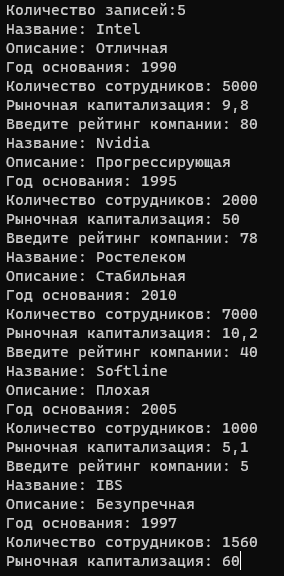 Количество записей:5
Название: Intel
Описание: Отличная
Год основания: 1990
Количество сотрудников: 5000
Рыночная капитализация: 9,8
Введите рейтинг компании: 80
Название: Nvidia
Описание: Прогрессирующая
Год основания: 1995
Количество сотрудников: 2000
Рыночная капитализация: 50
Введите рейтинг компании: 78
Название: Ростелеком
Описание: Стабильная
Год основания: 2010
Количество сотрудников: 7000
Рыночная капитализация: 10,2
Введите рейтинг компании: 40
Название: Softline
Описание: Плохая
Год основания: 2005
Количество сотрудников: 1000
Рыночная капитализация: 5,1
Введите рейтинг компании: 5
Название: IBS
Описание: Безупречная
Год основания: 1997
Количество сотрудников: 1560
Рыночная капитализация: 60